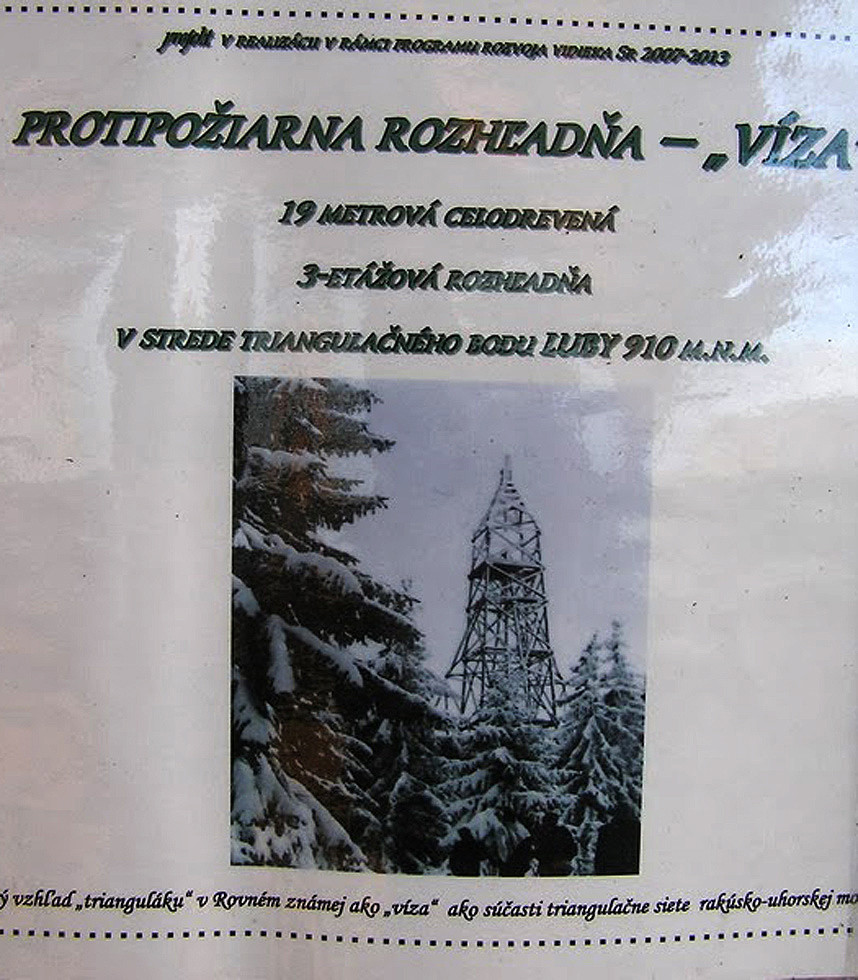 projekt V REALIZÁCII V RÁMCI PROGRAMU ROZVOJA VIDIEKA SR 2007-2013
PROTIPOŽIARNA ROZHĽADŇA – „VÍZA“
19 METROVÁ CELODREVENÁ
3-ETÁŽOVÁ ROZHĽADŇA
V STREDE TRIANGULAČNÉHO BODU LUBY 910 M.N.M.
vzhľad „trianguláku“ v Rovném známej ako „víza“ ako súčasti triangulačne siete rakúsko-uhorskej